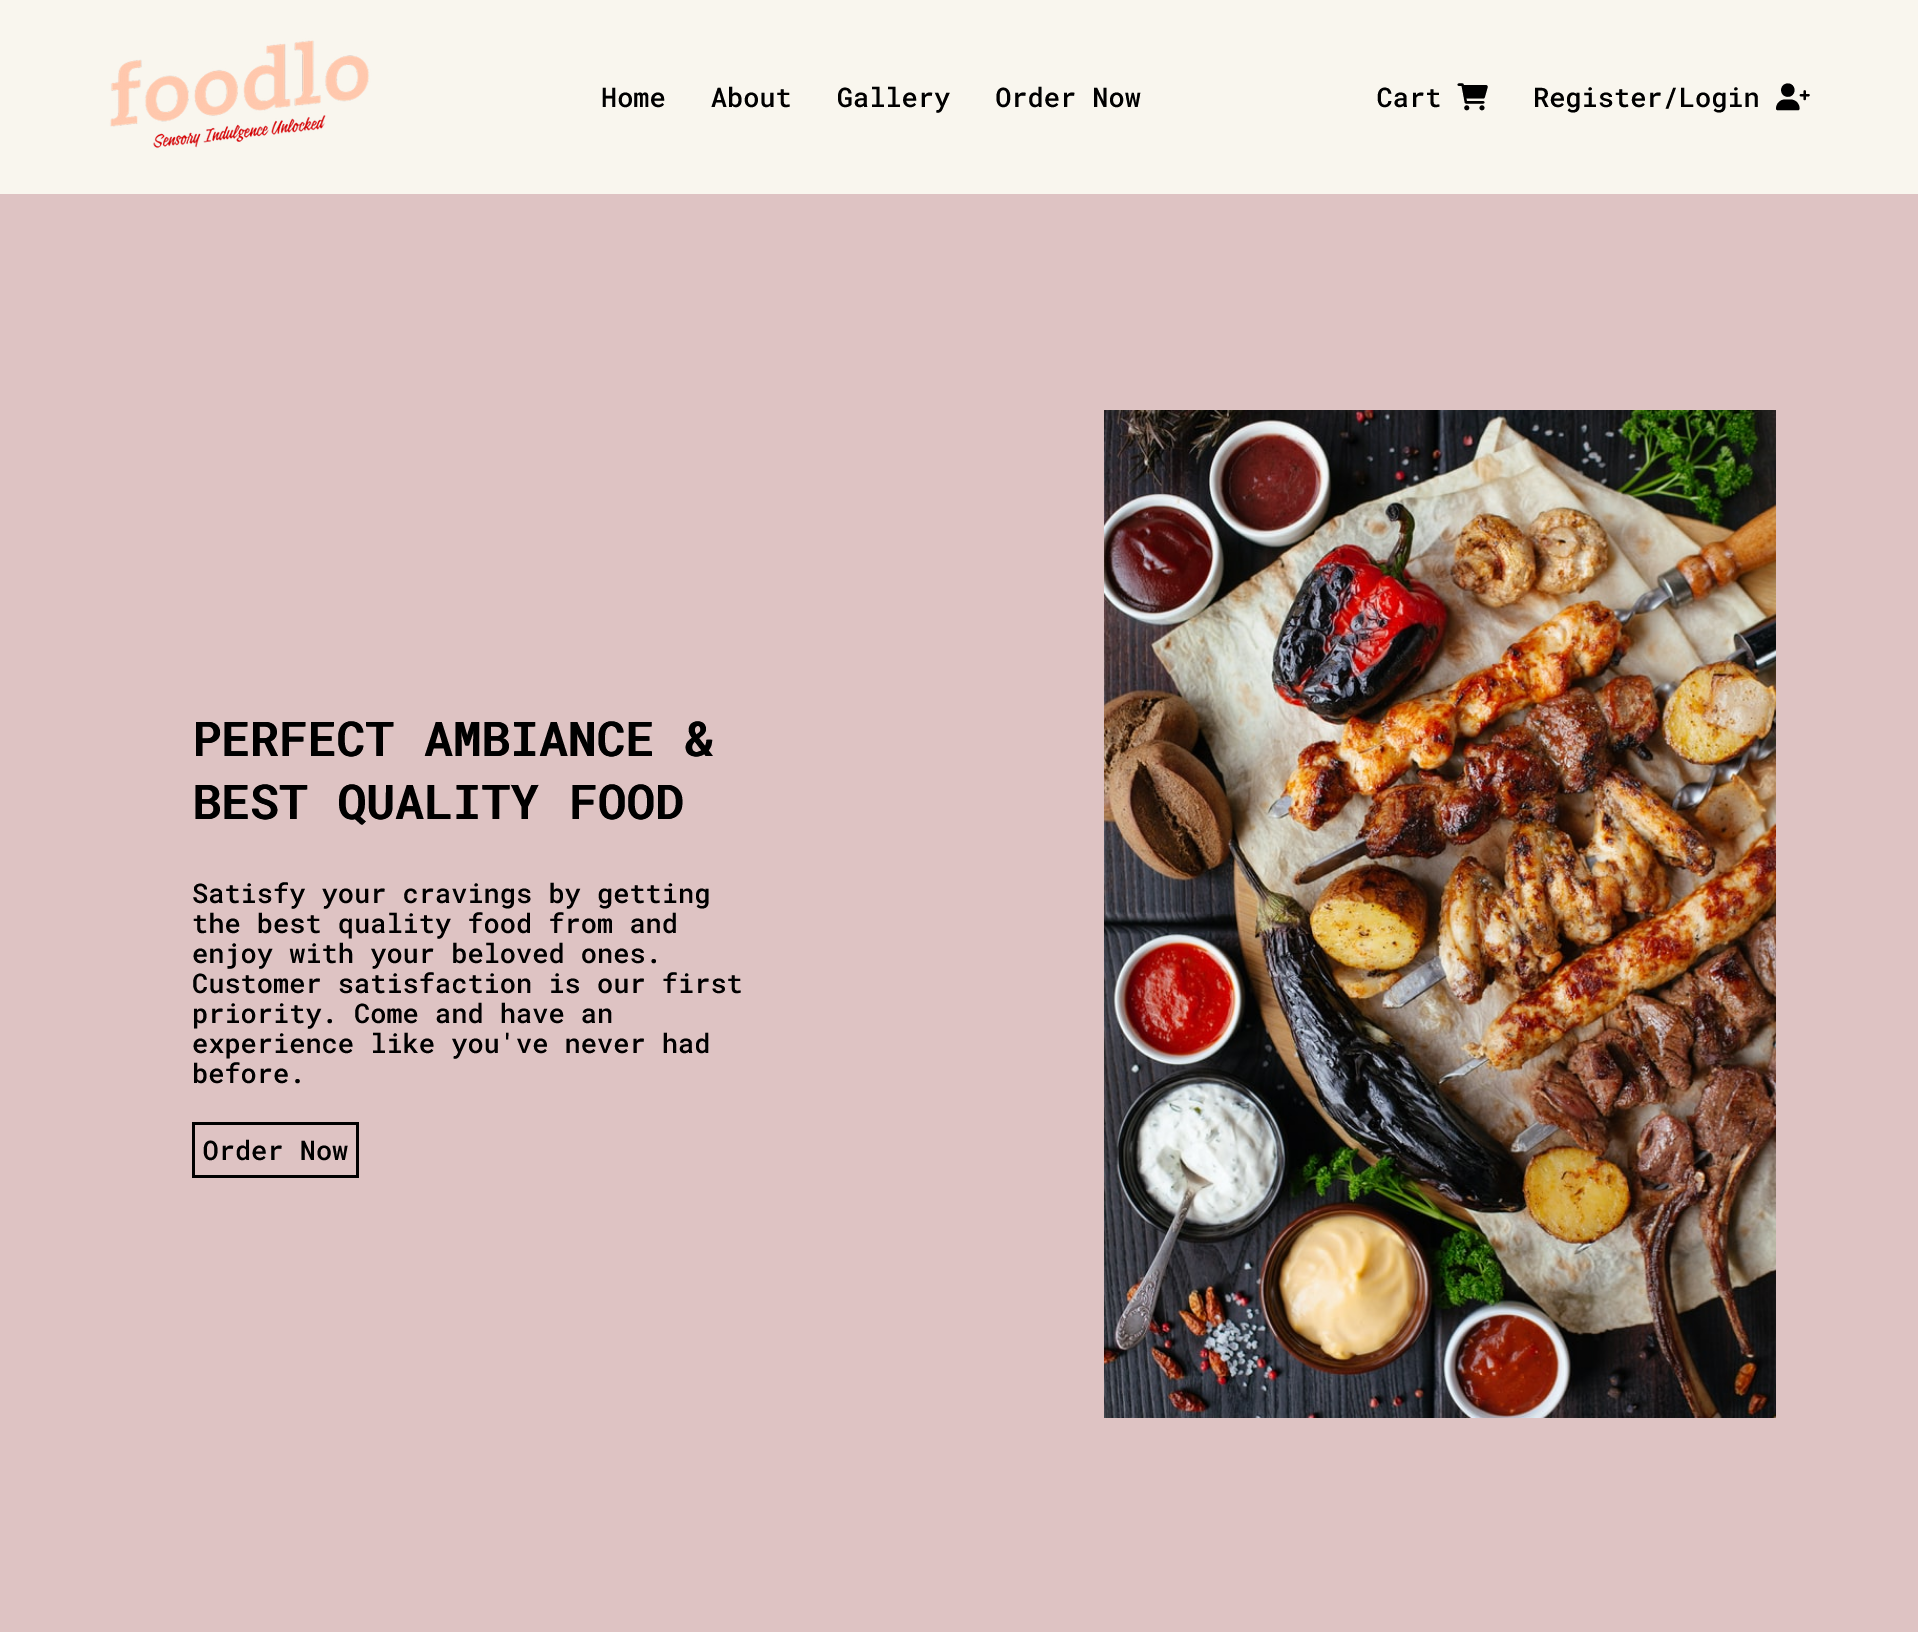 foodlo
Sensory Indulgence Unlocked
Home About Gallery Order Now
Cart Register/Login
PERFECT AMBIANCE &
BEST QUALITY FOOD
Satisfy your cravings by getting
the best quality food from and
enjoy with your beloved ones.
Customer satisfaction is our first
priority. Come and have an
experience like you've never had
before.
Order Now